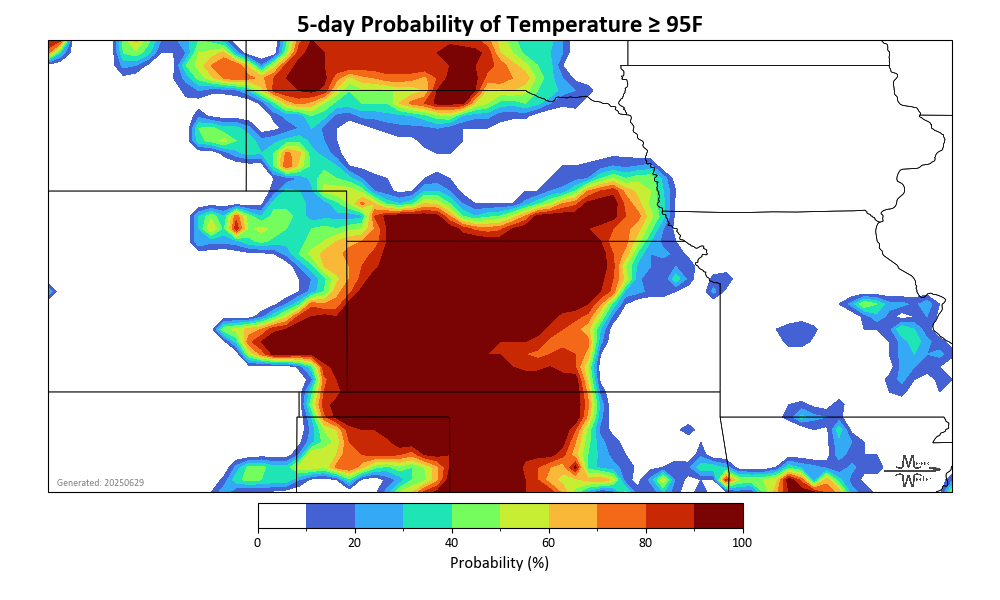 5-day Probability of Temperature ≥ 95F
Generated: 20250629
0 20 40 60 80 100
Probability (%)